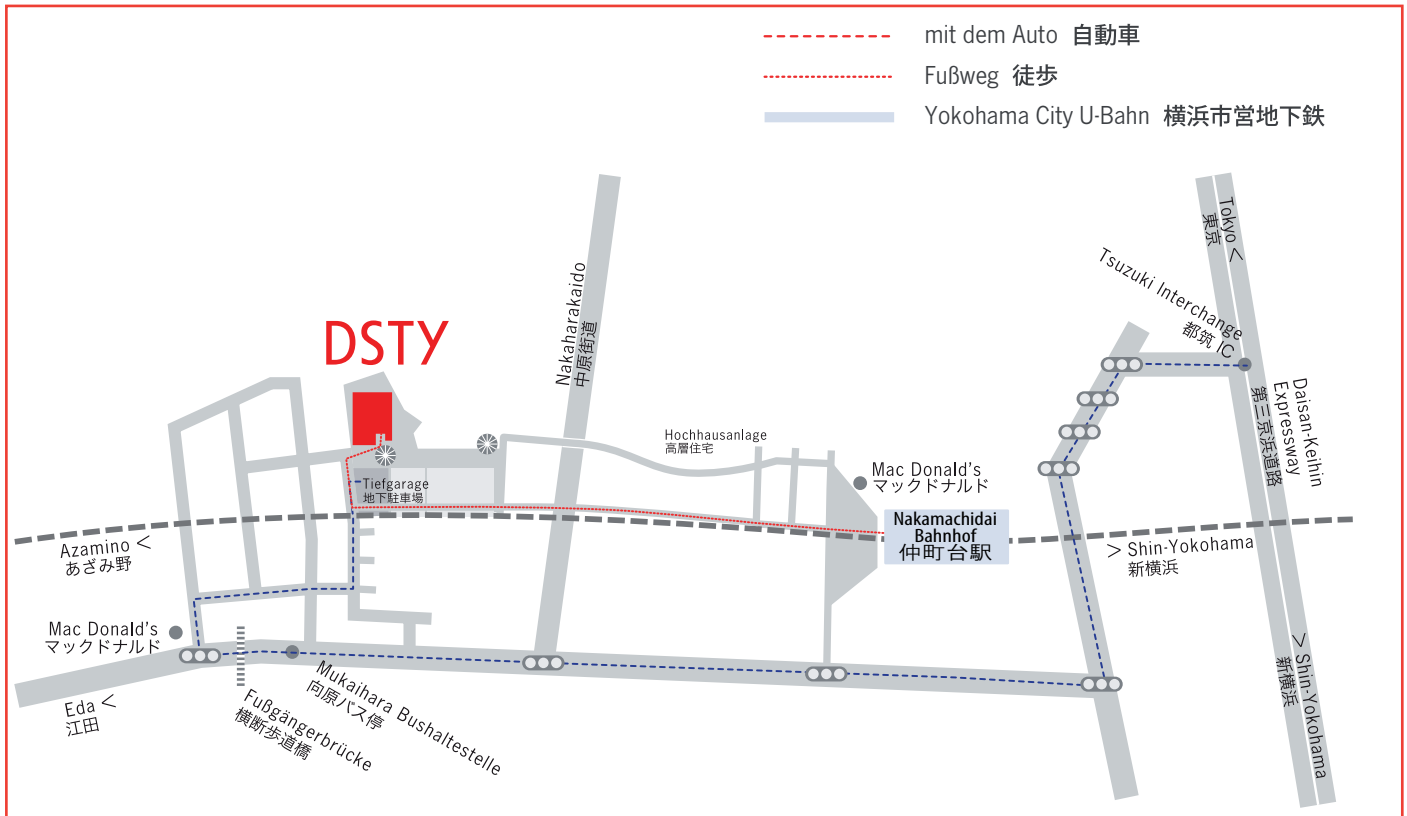 mit dem Auto 自動車
Fußweg 徒歩
Yokohama City U-Bahn 横浜市営地下鉄
Tokyo <
東京
Tsuzuki Interchange
都筑 IC
Nakaharakaido
中原街道
DSTY
Daisan-Keihin
Expressway
第三京浜道路
Hochhausanlage
高層住宅
Mac Donald's
マックドナルド
Tiefgarage
地下駐車場
Nakamachidai
Bahnhof
仲町台駅
Azamino <
あざみ野
> Shin-Yokohama
新横浜
Mac Donald's
マックドナルド
Mukaihara Bushaltestelle
向原バス停
Fußgängerbrücke
横断歩道橋
Eda <
江田
> Shin-Yokohama
新横浜